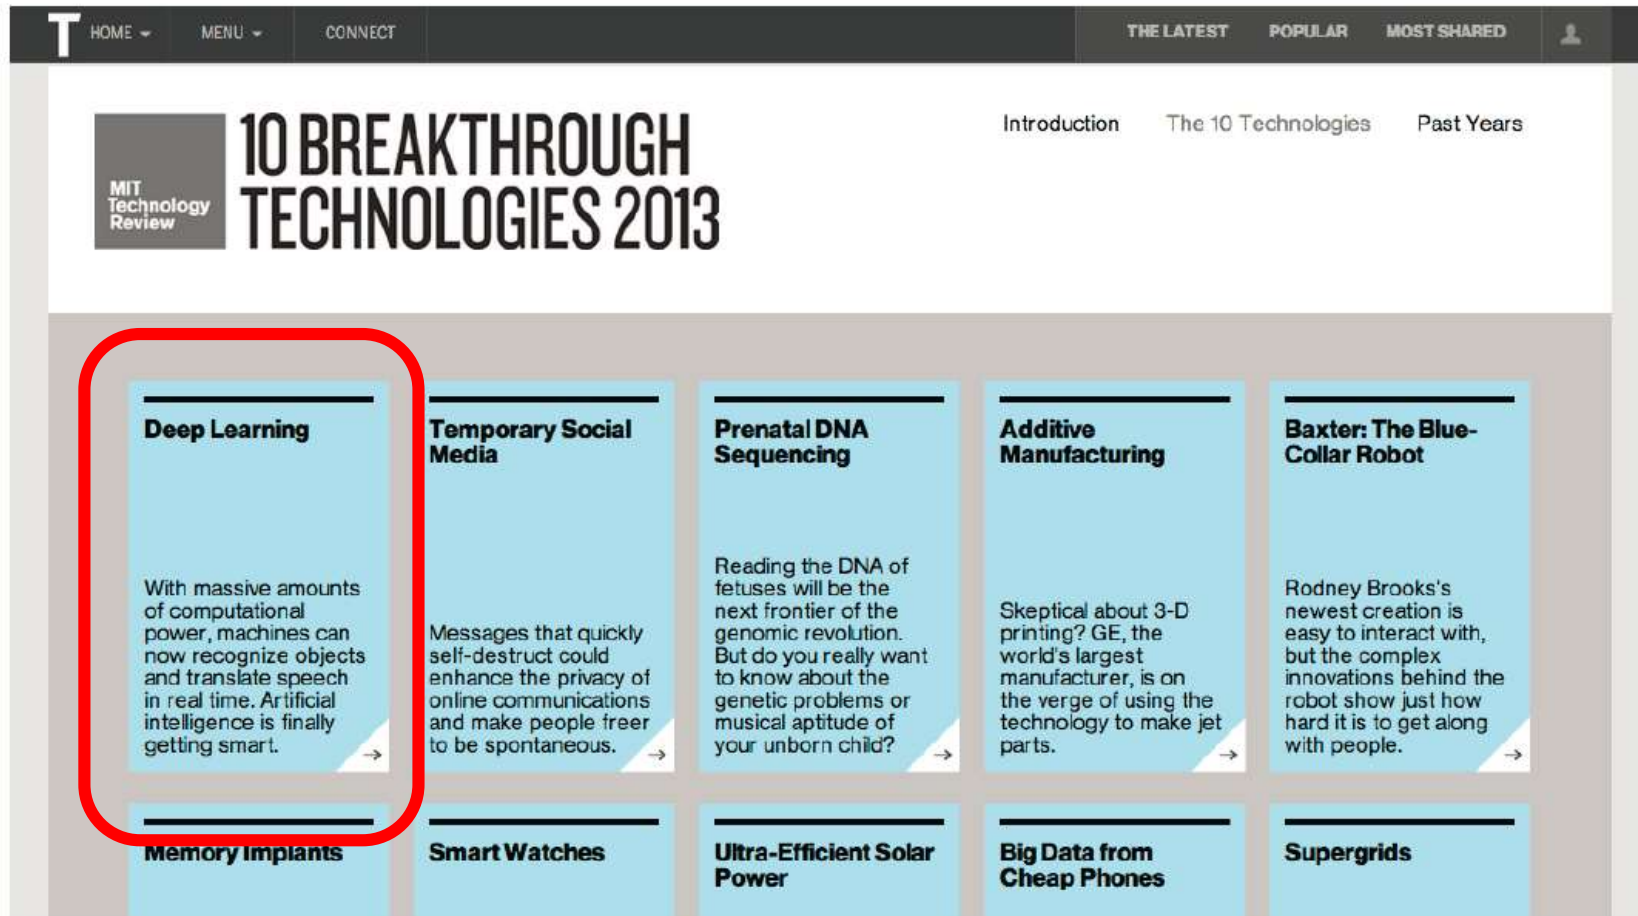 T HOME MENU CONNECT THE LATEST POPULAR MOST SHARED
Introduction The 10 Technologies Past Years
MIT
Technology
Review
10 BREAKTHROUGH
TECHNOLOGIES 2013
Deep Learning
With massive amounts
of computational
power, machines can
now recognize objects
and translate speech
in real time. Artificial
intelligence is finally
getting smart.
Temporary Social
Media
Messages that quickly
self-destruct could
enhance the privacy of
online communications
and make people freer
to be spontaneous.
Prenatal DNA
Sequencing
Reading the DNA of
fetuses will be the
next frontier of the
genomic revolution.
But do you really want
to know about the
genetic problems or
musical aptitude of
your unborn child?
Additive
Manufacturing
Skeptical about 3-D
printing? GE, the
world's largest
manufacturer, is on
the verge of using the
technology to make jet
parts.
Baxter: The Blue-
Collar Robot
Rodney Brooks's
newest creation is
easy to interact with,
but the complex
innovations behind the
robot show just how
hard it is to get along
with people.
Memory Implants
Smart Watches
Ultra-Efficient Solar
Power
Big Data from
Cheap Phones
Supergrids